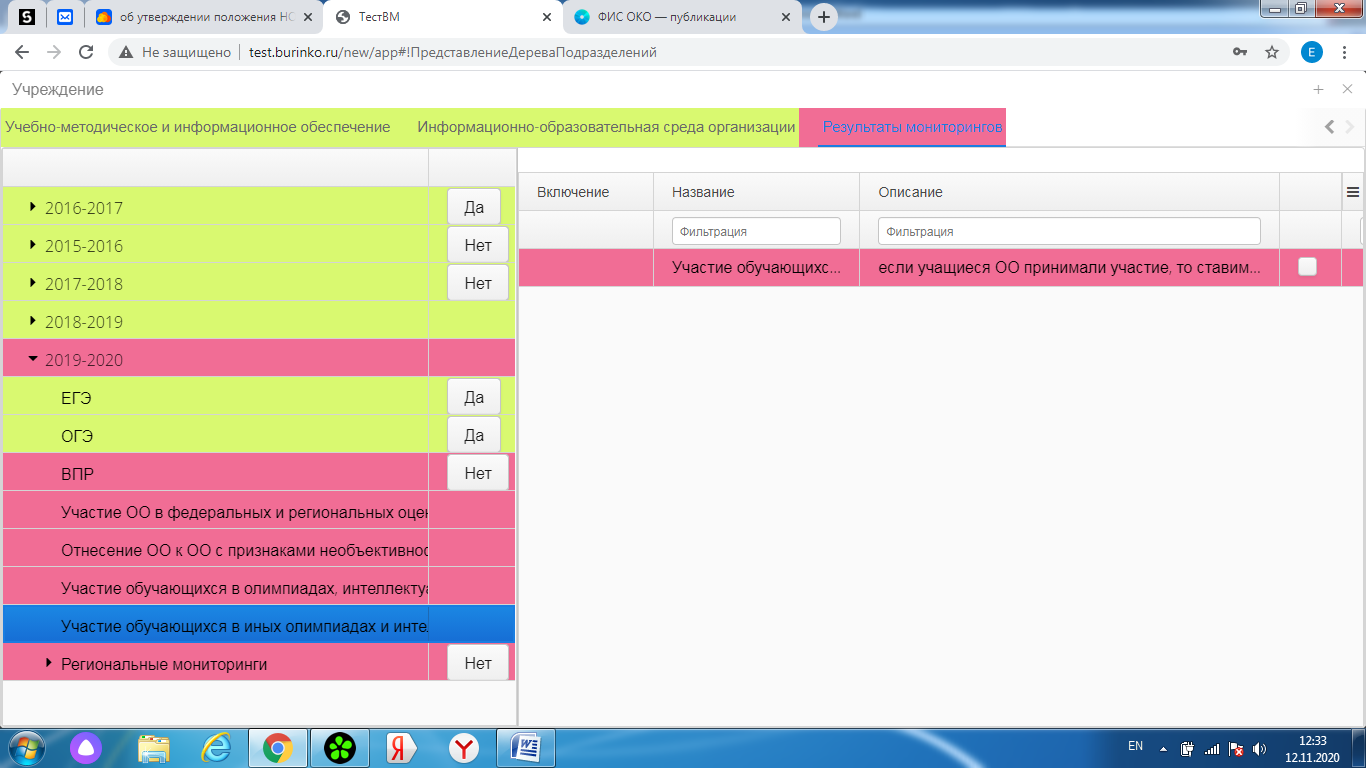 об утверждении положения НС
ТестВМ
ФИС ОКО — публикации
Не защищено
test.burinko.ru/new/app#!ПредставлениеДереваПодразделений
E
Учреждение
Учебно-методическое и информационное обеспечение
Информационно-образовательная среда организации
Результаты мониторингов
Включение
Название
Описание
Фильтрация
Фильтрация
Участие обучающихс...
если учащиеся ОО принимали участие, то ставим...
2016-2017 Да
2015-2016 Нет
2017-2018 Нет
2018-2019
2019-2020
ЕГЭ Да
ОГЭ Да
ВПР Нет
Участие ОО в федеральных и региональных оцен
Отнесение ОО к ОО с признаками необъективнос
Участие обучающихся в олимпиадах, интеллектуа
Участие обучающихся в иных олимпиадах и инте
Региональные мониторинги Нет
EN
12:33
12.11.2020